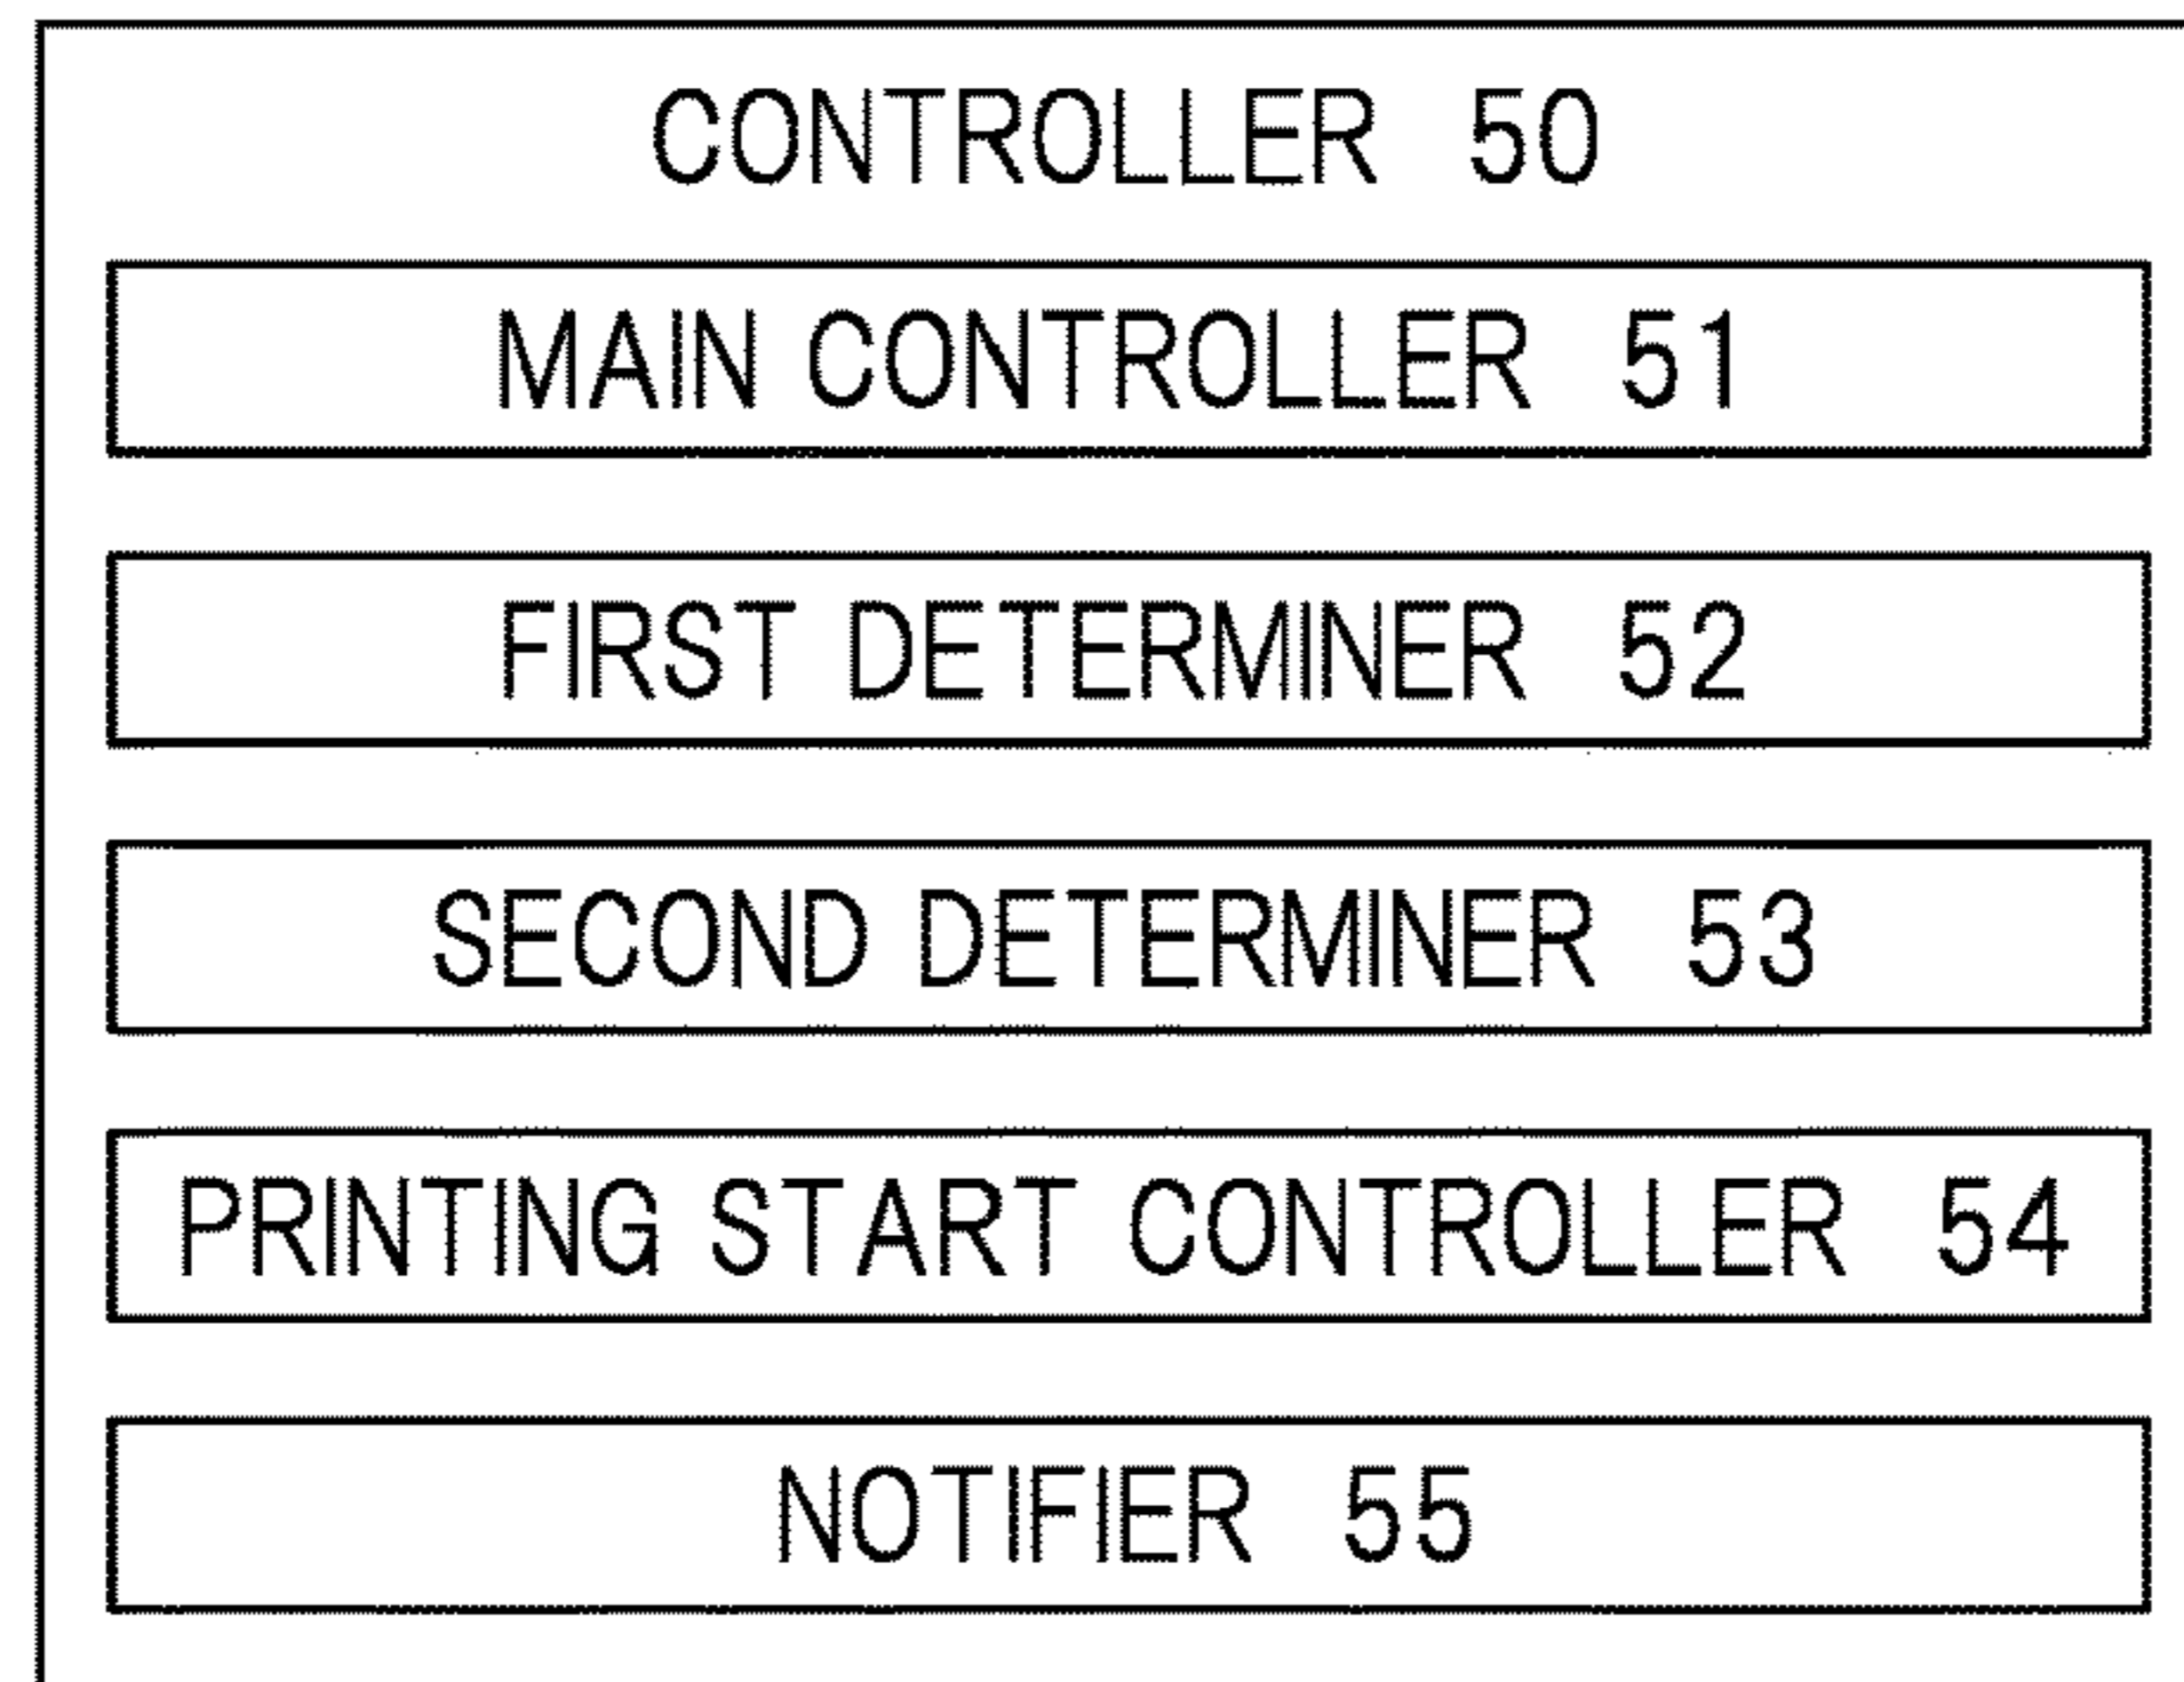 CONTROLLER 50
MAIN CONTROLLER 51
FIRST DETERMINER 52
SECOND DETERMINER 53
PRINTING START CONTROLLER 54
NOTIFIER 55